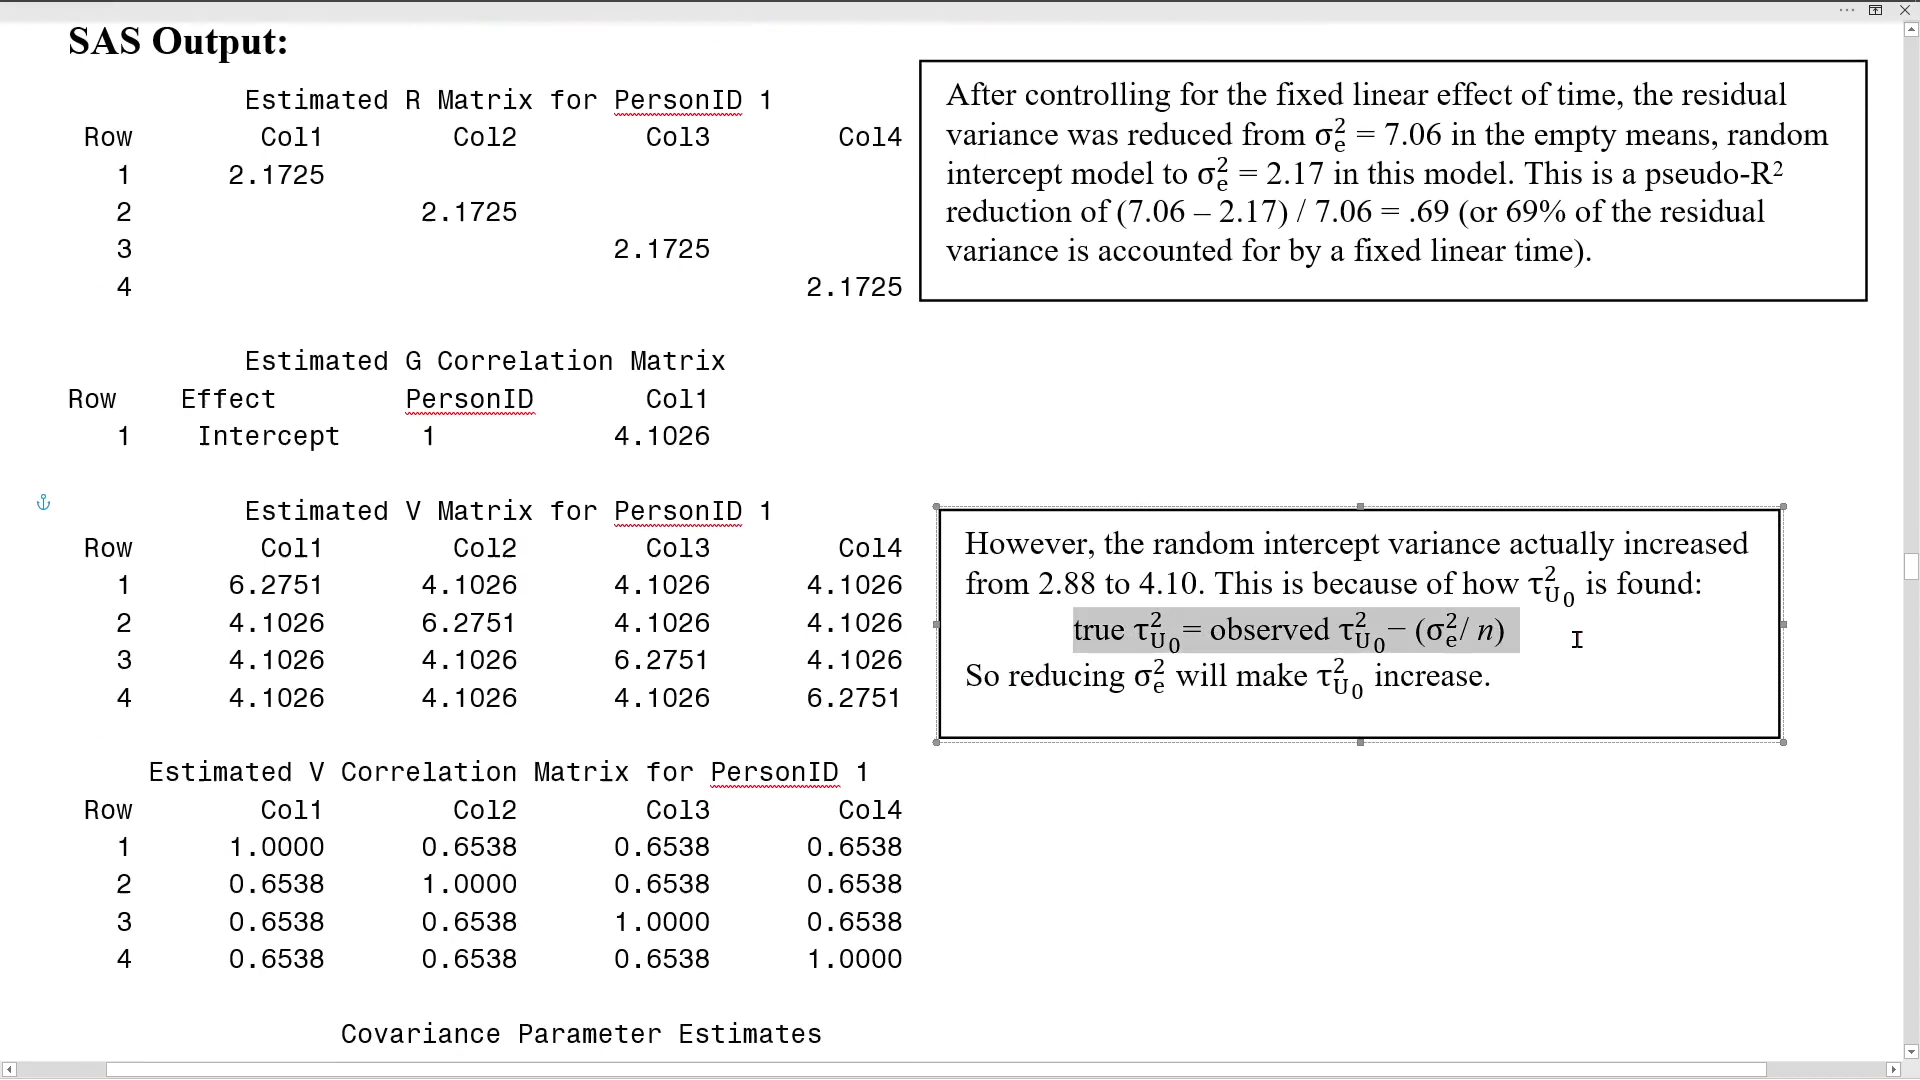 SAS Output:
Estimated R Matrix for PersonID 1
Row Col1 Col2 Col3 Col4
1 2.1725
2 2.1725
3 2.1725
4 2.1725
After controlling for the fixed linear effect of time, the residual
variance was reduced from σ²ₑ = 7.06 in the empty means, random
intercept model to σ²ₑ = 2.17 in this model. This is a pseudo-R²
reduction of (7.06 – 2.17) / 7.06 = .69 (or 69% of the residual
variance is accounted for by a fixed linear time).
Estimated G Correlation Matrix
Row Effect PersonID Col1
1 Intercept 1 4.1026
Estimated V Matrix for PersonID 1
Row Col1 Col2 Col3 Col4
1 6.2751 4.1026 4.1026 4.1026
2 4.1026 6.2751 4.1026 4.1026
3 4.1026 4.1026 6.2751 4.1026
4 4.1026 4.1026 4.1026 6.2751
However, the random intercept variance actually increased
from 2.88 to 4.10. This is because of how τ²U₀ is found:
true τ²U₀= observed τ²U₀− (σ²ₑ/ n)
So reducing σ²ₑ will make τ²U₀ increase.
Estimated V Correlation Matrix for PersonID 1
Row Col1 Col2 Col3 Col4
1 1.0000 0.6538 0.6538 0.6538
2 0.6538 1.0000 0.6538 0.6538
3 0.6538 0.6538 1.0000 0.6538
4 0.6538 0.6538 0.6538 1.0000
Covariance Parameter Estimates